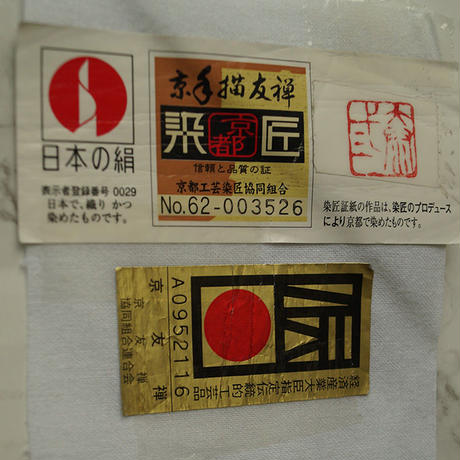 日本の絹
表示者登録番号 0029
日本で、織り かつ
染めたものです。
京手描友禅
染 京都 匠
信頼と品質の証
京都工芸染匠協同組合
No.62-003526
染匠証紙の作品は、染匠のプロデュース
により京都で染めたものです。
経済産業大臣指定伝統的工芸品
A0952116
京友禅
京友禅
協同組合連合会